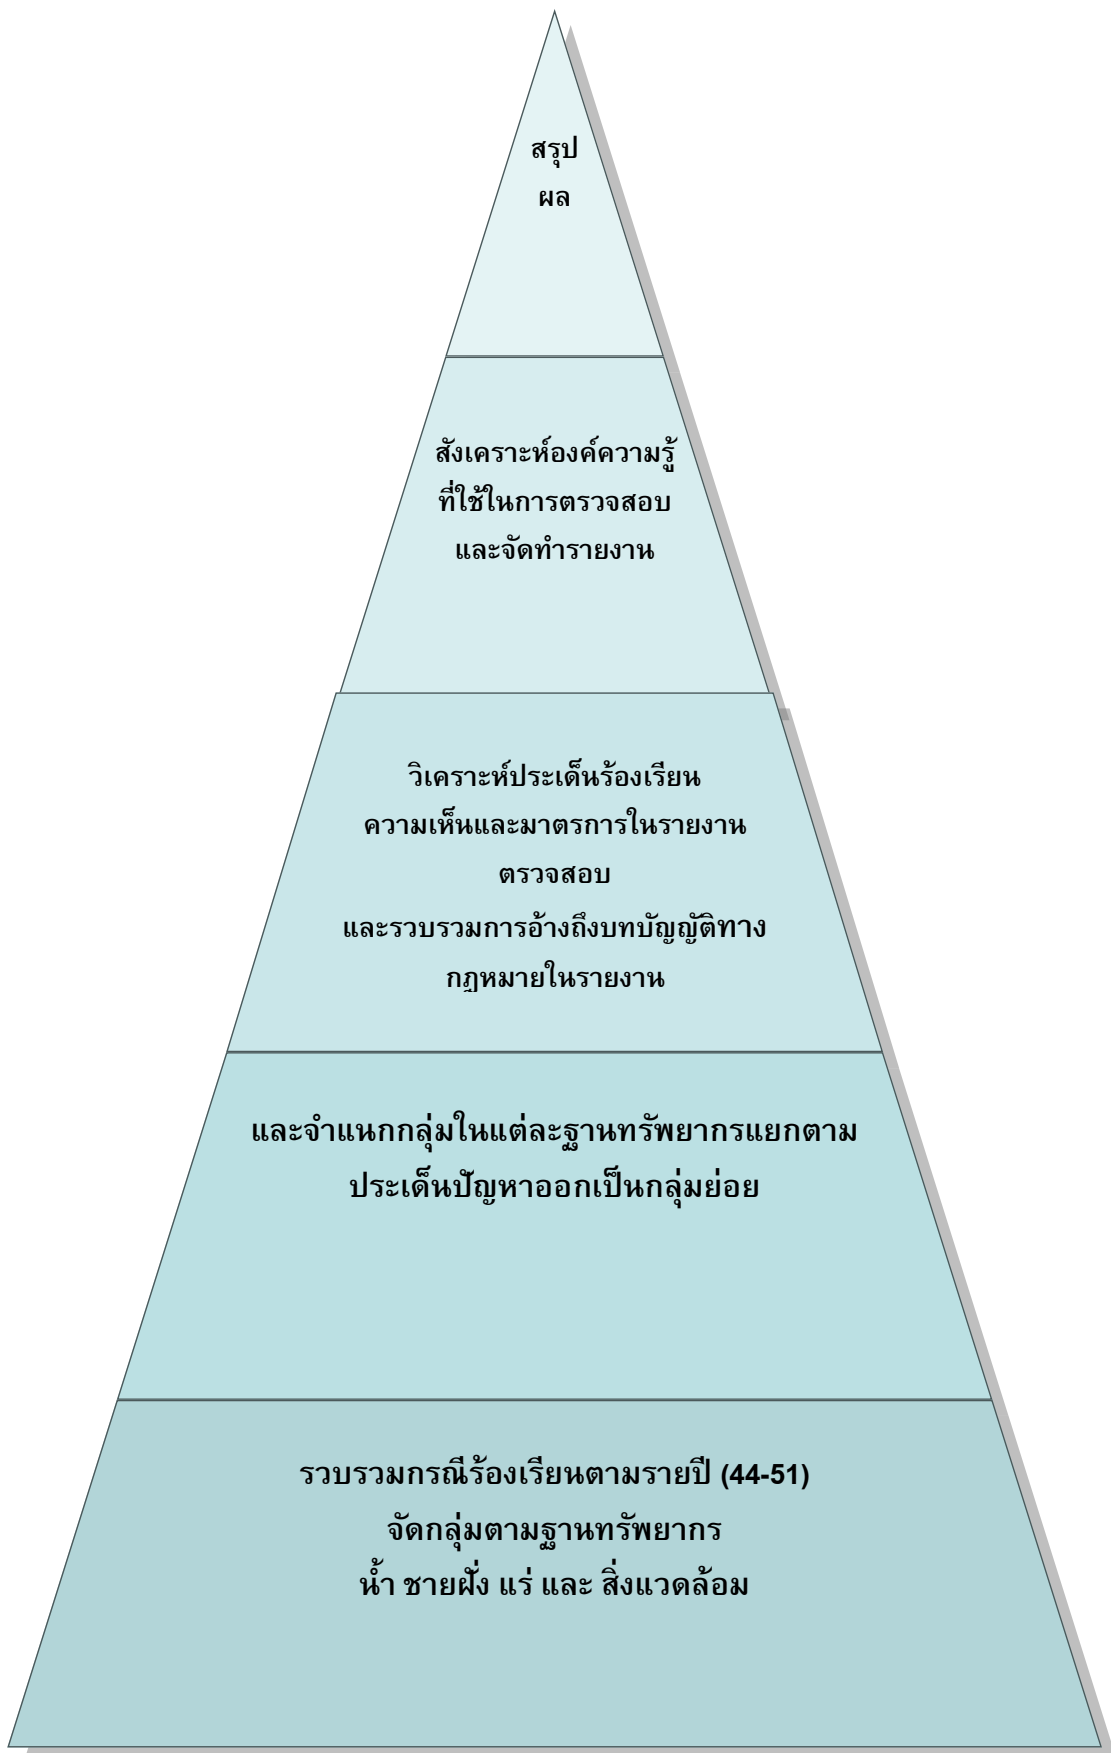 สรุป
ผล
สังเคราะห์องค์ความรู้
ที่ใช้ในการตรวจสอบ
และจัดทำรายงาน
วิเคราะห์ประเด็นร้องเรียน
ความเห็นและมาตรการในรายงาน
ตรวจสอบ
และรวบรวมการอ้างถึงบทบัญญัติทาง
กฎหมายในรายงาน
และจำแนกกลุ่มในแต่ละฐานทรัพยากรแยกตาม
ประเด็นปัญหาออกเป็นกลุ่มย่อย
รวบรวมกรณีร้องเรียนตามรายปี (44-51)
จัดกลุ่มตามฐานทรัพยากร
น้ำ ชายฝั่ง แร่ และ สิ่งแวดล้อม